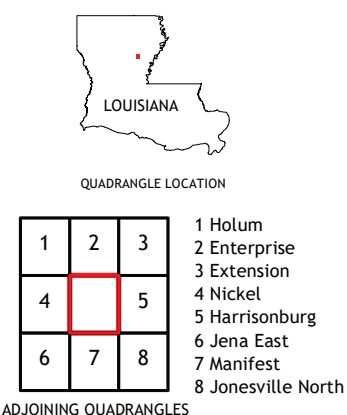 LOUISIANA
QUADRANGLE LOCATION
1 2 3
4 5
6 7 8
1 Holum
2 Enterprise
3 Extension
4 Nickel
5 Harrisonburg
6 Jena East
7 Manifest
8 Jonesville North
ADJOINING QUADRANGLES